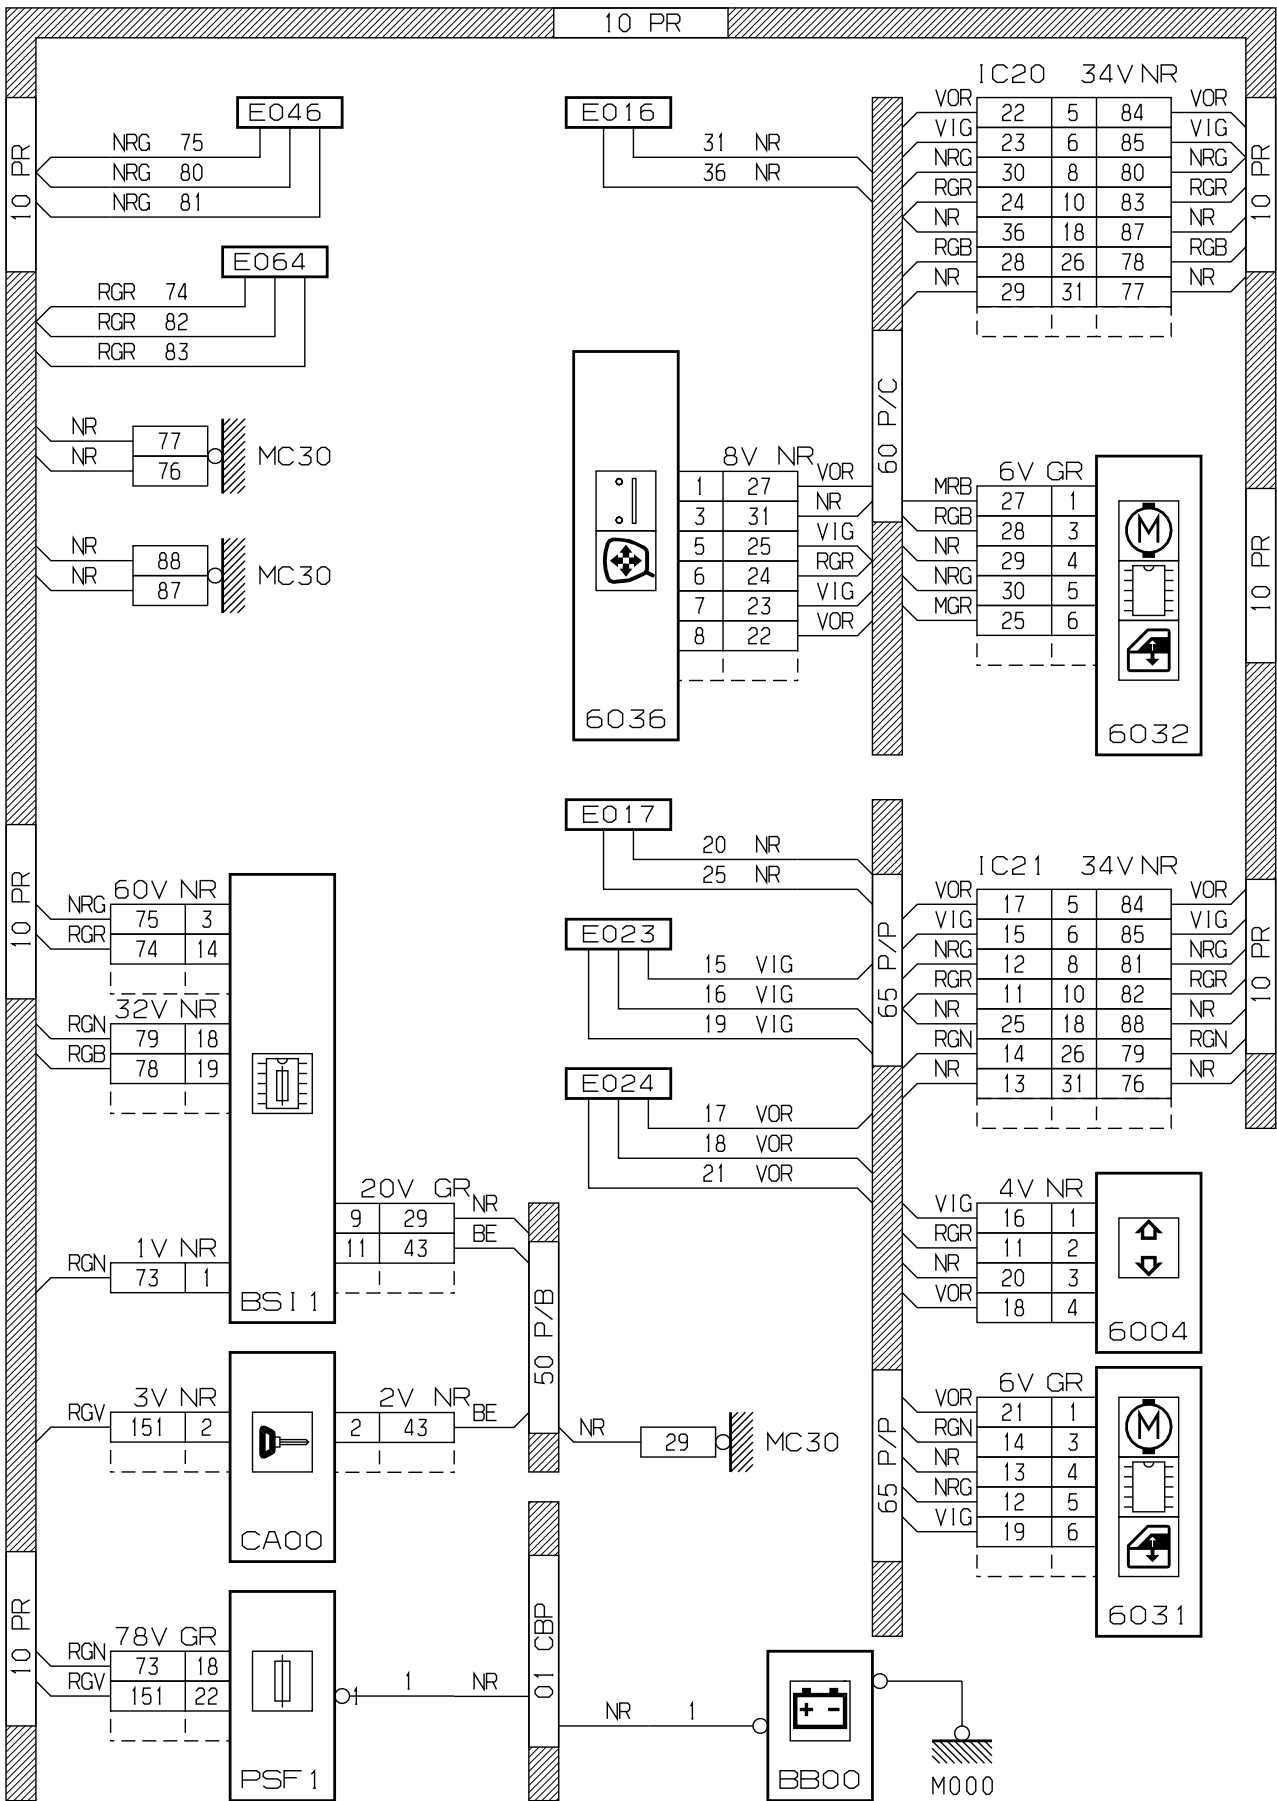 10 PR
IC20 34V NR
E046
E016
NRG 75
NRG 80
NRG 81
31 NR
36 NR
VOR 22 5 84 VOR
VIG 23 6 85 VIG
NRG 30 8 80 NRG
RGR 24 10 83 RGR
NR 36 18 87 NR
RGB 28 26 78 RGB
NR 29 31 77 NR
10 PR
10 PR
E064
RGR 74
RGR 82
RGR 83
60 P/C
NR 77
NR 76
MC30
NR 88
NR 87
MC30
8V NR
1 27 VOR
3 31 NR
5 25 VIG
6 24 RGR
7 23 VIG
8 22 VOR
6036
6V GR
MRB 27 1
RGB 28 3
NR 29 4
NRG 30 5
MGR 25 6
M
6032
10 PR
E017
20 NR
25 NR
E023
15 VIG
16 VIG
19 VIG
E024
17 VOR
18 VOR
21 VOR
65 P/P
IC21 34V NR
VOR 17 5 84 VOR
VIG 15 6 85 VIG
NRG 12 8 81 NRG
RGR 11 10 82 RGR
NR 25 18 88 NR
RGN 14 26 79 RGN
NR 13 31 76 NR
10 PR
10 PR
60V NR
NRG 75 3
RGR 74 14
32V NR
RGN 79 18
RGB 78 19
1V NR
RGN 73 1
BSI1
20V GR
9 29 NR
11 43 BE
50 P/B
4V NR
VIG 16 1
RGR 11 2
NR 20 3
VOR 18 4
6004
3V NR
RGV 151 2
CA00
2V NR
2 43 BE
NR 29
MC30
65 P/P
6V GR
VOR 21 1
RGN 14 3
NR 13 4
NRG 12 5
VIG 19 6
M
6031
10 PR
78V GR
RGN 73 18
RGV 151 22
PSF1
1 1 NR
01 CBP
NR 1
+ -
BB00
M000